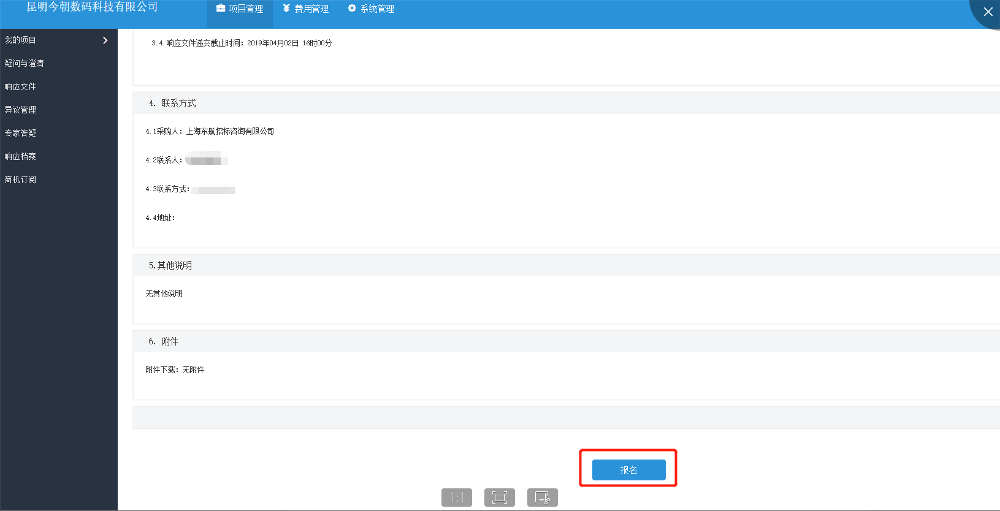 昆明今朝数码科技有限公司
项目管理
费用管理
系统管理
我的项目
疑问与澄清
响应文件
异议管理
专家答疑
响应档案
商机订阅
3.4 响应文件递交截止时间：2019年04月02日 16时00分
4. 联系方式
4.1采购人：上海东航招标咨询有限公司
4.2联系人：
4.3联系方式：
4.4地址：
5.其他说明
无其他说明
6. 附件
附件下载：无附件
报名
1:1